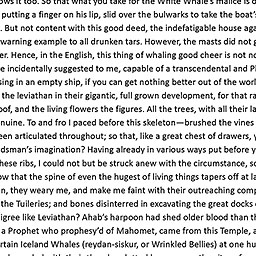 ows it too. So that what you take for the White Whale's malice is o
putting a finger on his lip, slid over the bulwarks to take the boat's
. But not content with this good deed, the indefatigable house aga
warning example to all drunken tars. However, the masts did not g
er. Hence, in the English, this thing of whaling good cheer is not no
e incidentally suggested to me, capable of a transcendental and Pl
sing in an empty ship, if you can get nothing better out of the world
the leviathan in their gigantic, full grown development, for that ra
oof, and the living flowers the figures. All the trees, with all their la
nuine. To and fro I paced before this skeleton—brushed the vines
een articulated throughout; so that, like a great chest of drawers, y
dsman's imagination? Having already in various ways put before y
hese ribs, I could not but be struck anew with the circumstance, so
ow that the spine of even the hugest of living things tapers off at la
n, they weary me, and make me faint with their outreaching comp
the Tuileries; and bones disinterred in excavating the great docks o
igree like Leviathan? Ahab's harpoon had shed older blood than th
a Prophet who prophesy'd of Mahomet, came from this Temple, a
rtain Iceland Whales (reydan-siskur, or Wrinkled Bellies) at one hu